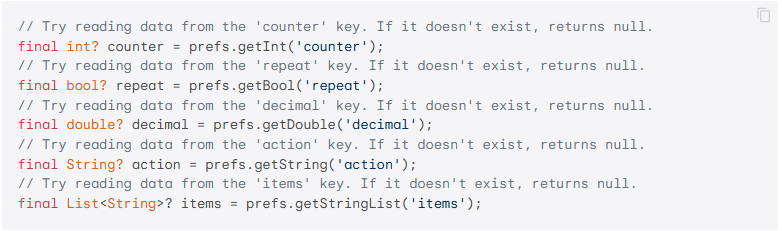 // Try reading data from the 'counter' key. If it doesn't exist, returns null.
final int? counter = prefs.getInt('counter');
// Try reading data from the 'repeat' key. If it doesn't exist, returns null.
final bool? repeat = prefs.getBool('repeat');
// Try reading data from the 'decimal' key. If it doesn't exist, returns null.
final double? decimal = prefs.getDouble('decimal');
// Try reading data from the 'action' key. If it doesn't exist, returns null.
final String? action = prefs.getString('action');
// Try reading data from the 'items' key. If it doesn't exist, returns null.
final List<String>? items = prefs.getStringList('items');